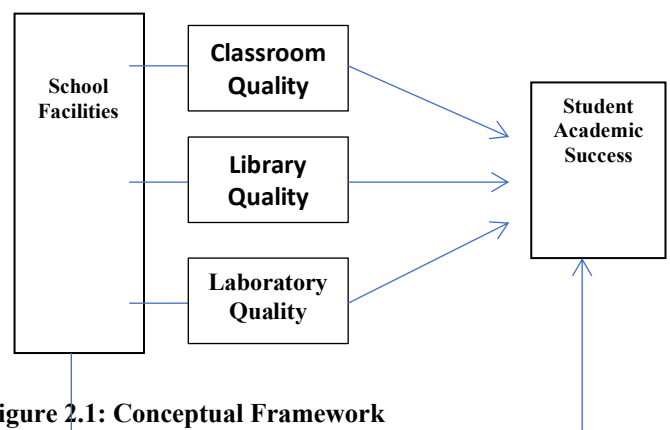 School
Facilities
Classroom
Quality
Library
Quality
Laboratory
Quality
Student
Academic
Success
igure 2.1: Conceptual Framework